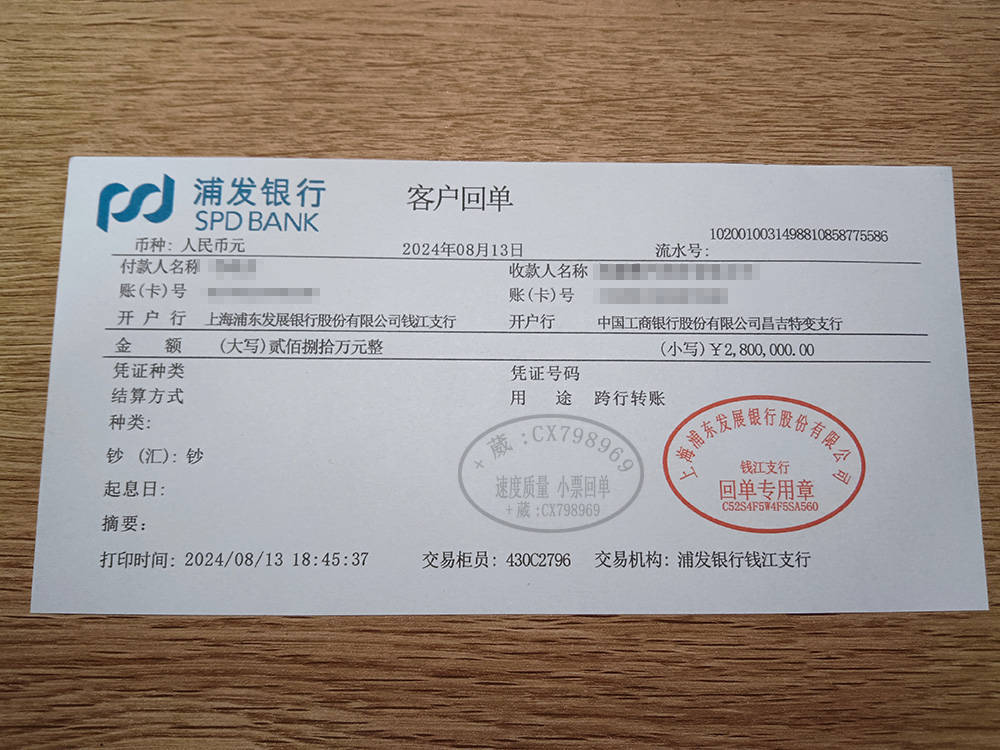 浦发银行
SPD BANK
客户回单
币种：人民币元
2024年08月13日
流水号：
1020010031498810858775586
付款人名称
收款人名称
账(卡)号
账(卡)号
开户行 上海浦东发展银行股份有限公司钱江支行
开户行 中国工商银行股份有限公司昌吉特变支行
金额 (大写)贰佰捌拾万元整
(小写)￥2,800,000.00
凭证种类
凭证号码
结算方式
用途 跨行转账
种类：
钞 (汇)：钞
起息日：
摘要：
+葳:CX798969
速度质量 小票回单
+葳:CX798969
上海浦东发展银行股份有限公司
钱江支行
回单专用章
C52S4F5W4F5SA560
打印时间：2024/08/13 18:45:37
交易柜员：430C2796
交易机构：浦发银行钱江支行